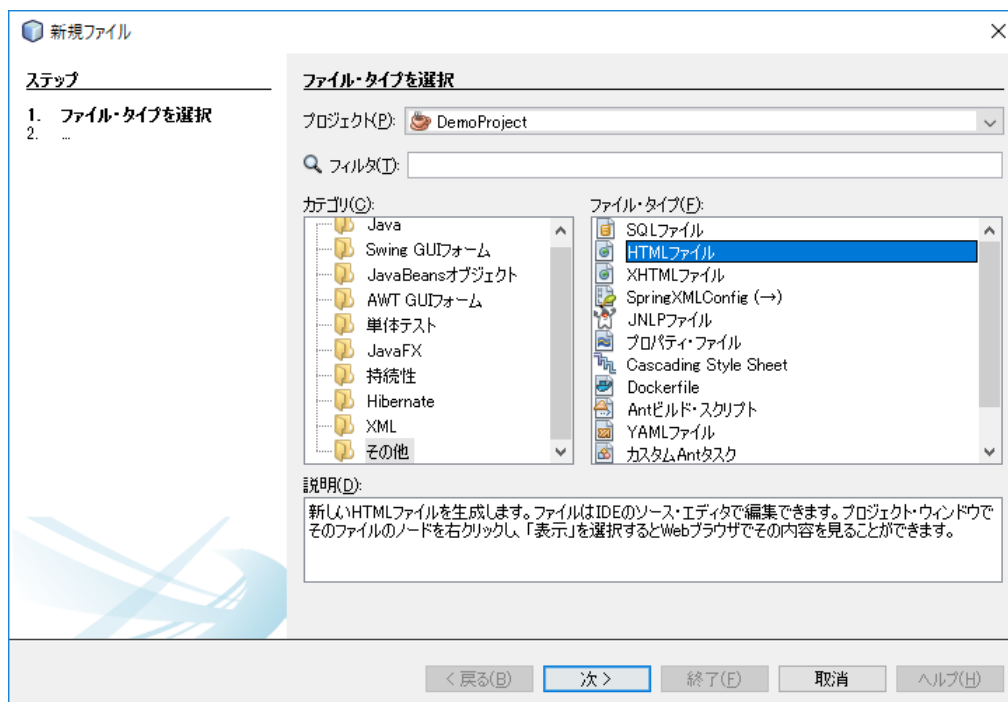 新規ファイル
ステップ
1. ファイル・タイプを選択
2. ...
ファイル・タイプを選択
プロジェクト(P): DemoProject
フィルタ(T):
カテゴリ(C):
Java
Swing GUIフォーム
JavaBeansオブジェクト
AWT GUIフォーム
単体テスト
JavaFX
持続性
Hibernate
XML
その他
ファイル・タイプ(F):
SQLファイル
HTMLファイル
XHTMLファイル
SpringXMLConfig (→)
JNLPファイル
プロパティ・ファイル
Cascading Style Sheet
Dockerfile
Antビルド・スクリプト
YAMLファイル
カスタムAntタスク
説明(D):
新しいHTMLファイルを生成します。ファイルはIDEのソース・エディタで編集できます。プロジェクト・ウィンドウで
そのファイルのノードを右クリックし、「表示」を選択するとWebブラウザでその内容を見ることができます。
< 戻る(B) 次 > 終了(F) 取消 ヘルプ(H)